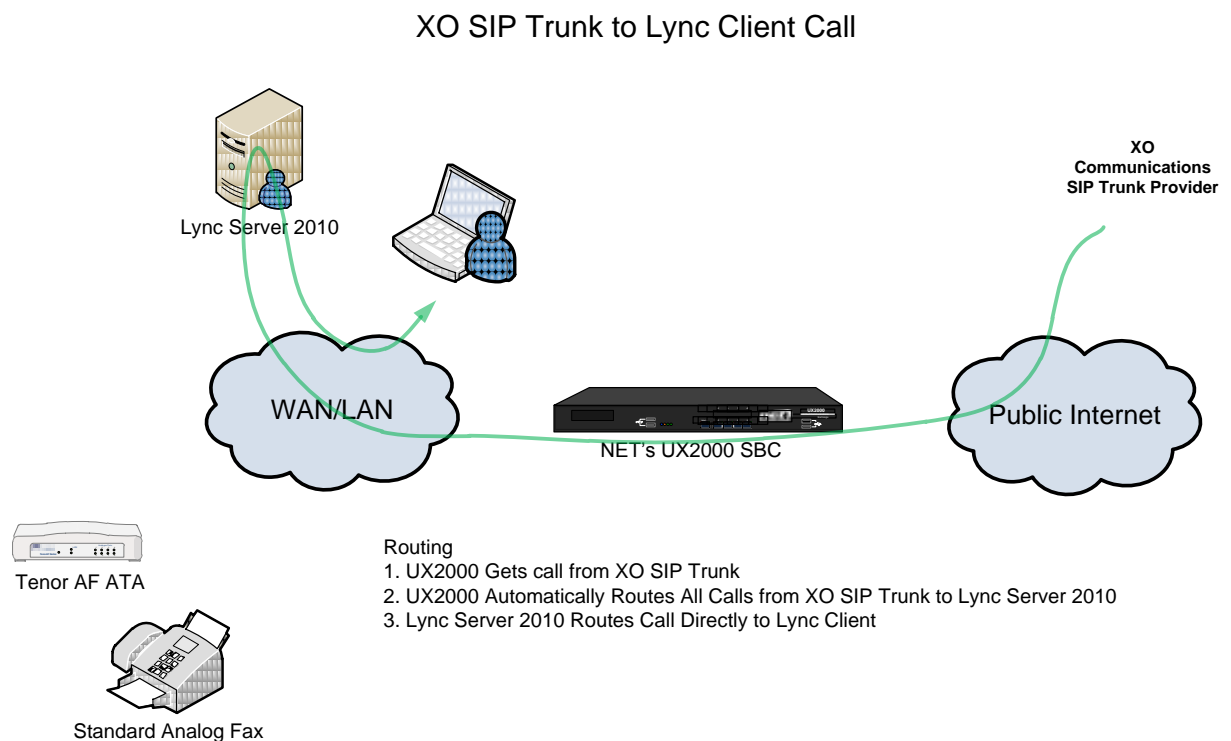 XO SIP Trunk to Lync Client Call
XO
Communications
SIP Trunk Provider
Lync Server 2010
WAN/LAN
UX2000
NET's UX2000 SBC
Public Internet
Tenor AF ATA
Routing
1. UX2000 Gets call from XO SIP Trunk
2. UX2000 Automatically Routes All Calls from XO SIP Trunk to Lync Server 2010
3. Lync Server 2010 Routes Call Directly to Lync Client
Standard Analog Fax